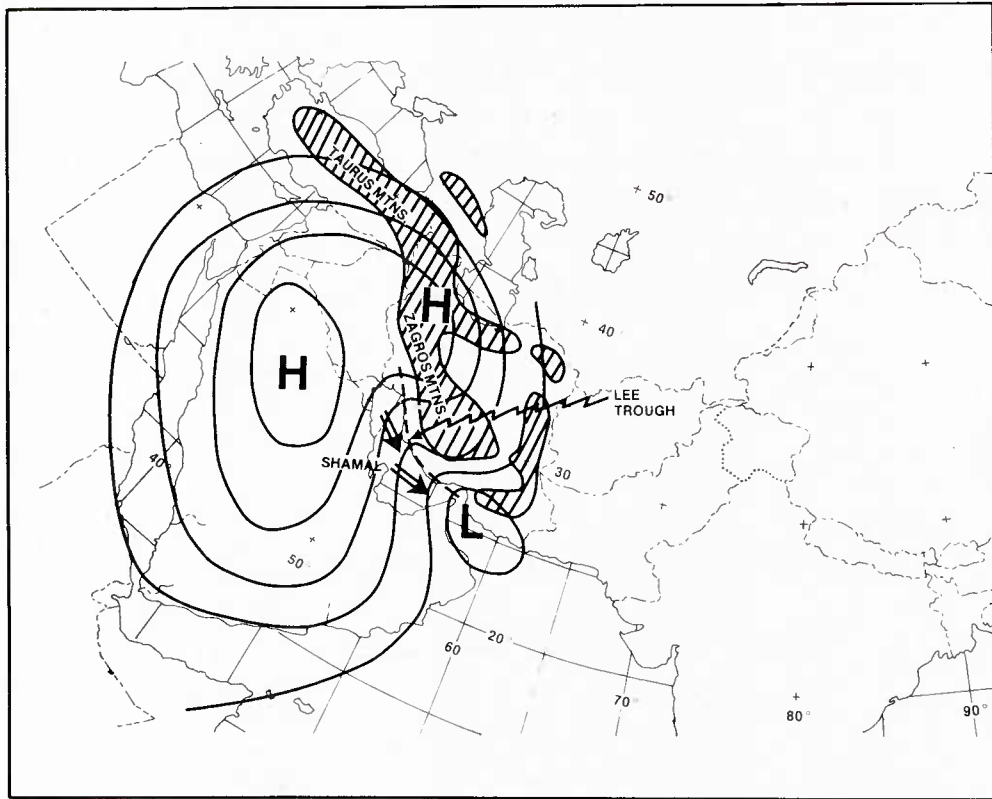 TAURUS MTNS.
50°
H
40°
ZAGROS MTNS
H
LEE
TROUGH
40°
SHAMAL
30
L
50°
20
60
70
80°
90°